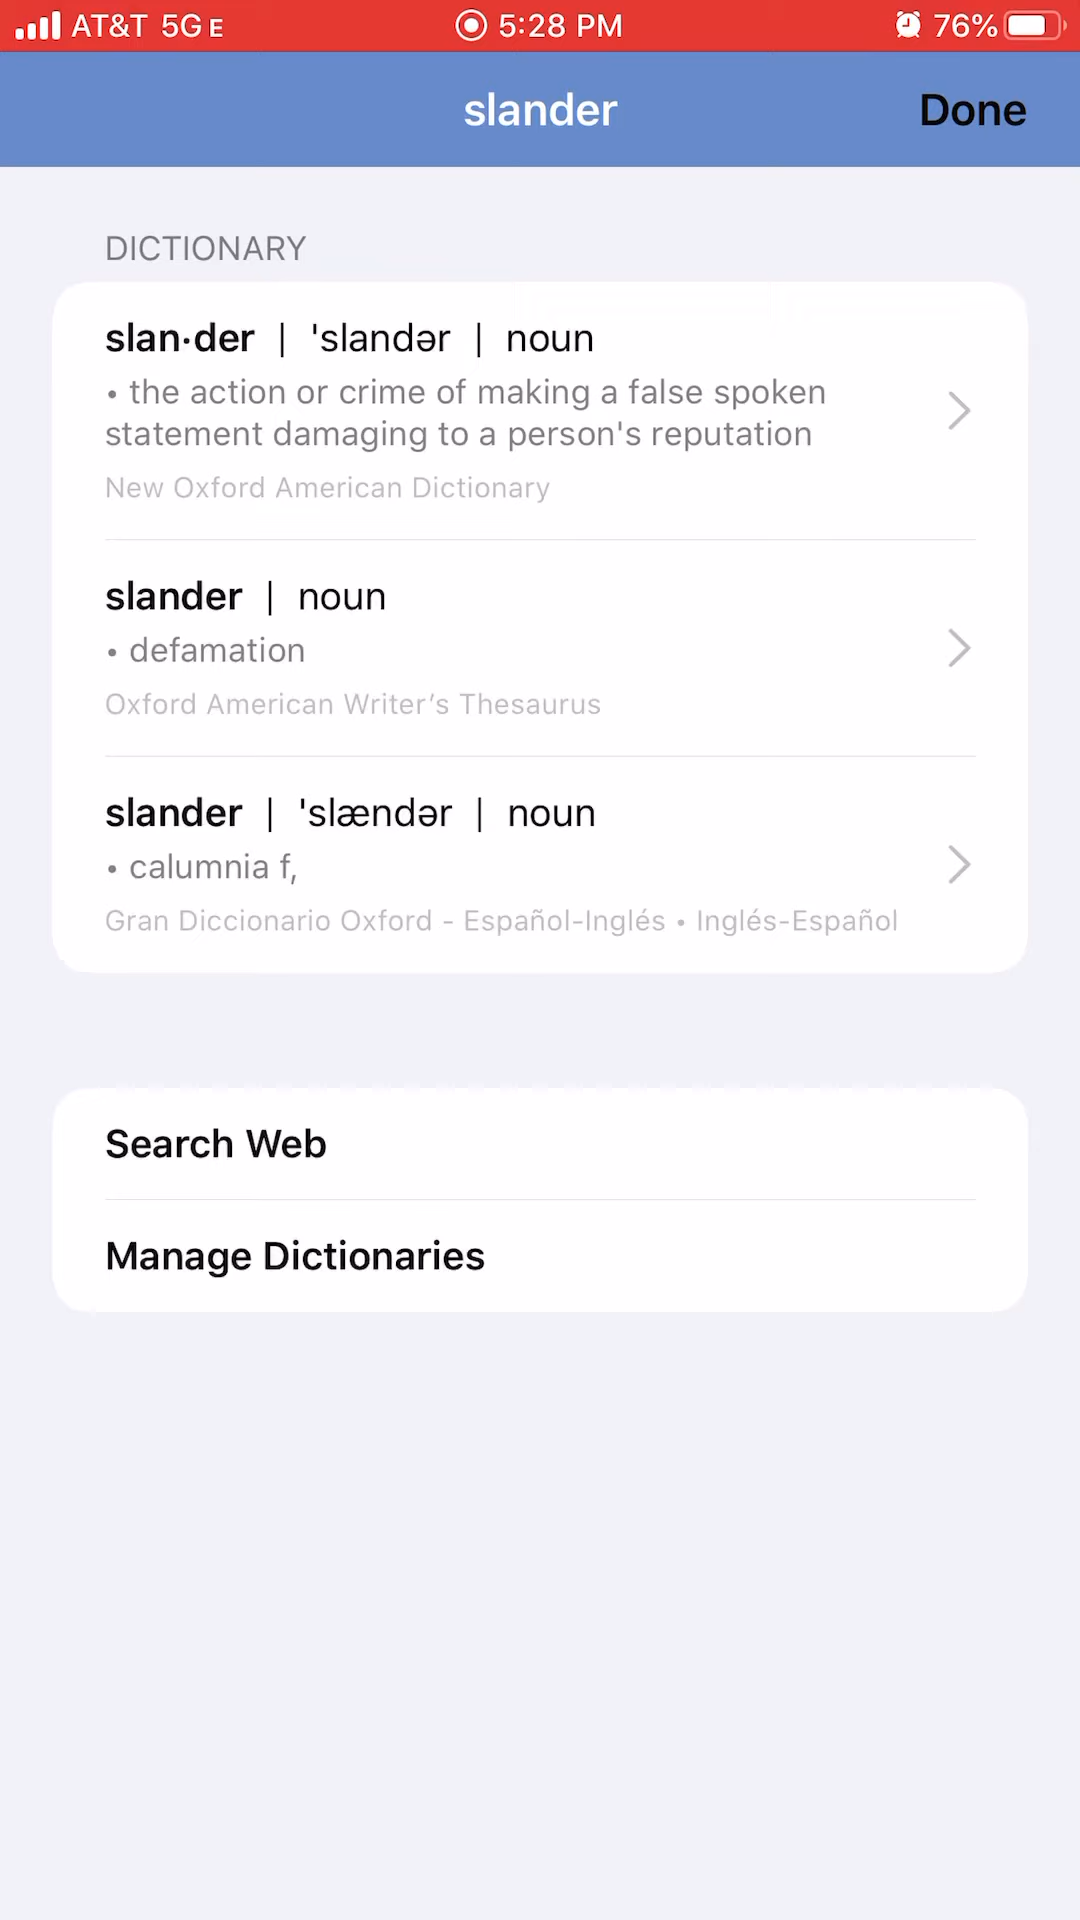 AT&T 5G E 5:28 PM 76%
slander Done
DICTIONARY
slan·der | 'slandər | noun
• the action or crime of making a false spoken
statement damaging to a person's reputation
New Oxford American Dictionary
slander | noun
• defamation
Oxford American Writer’s Thesaurus
slander | 'slændər | noun
• calumnia f,
Gran Diccionario Oxford - Español-Inglés • Inglés-Español
Search Web
Manage Dictionaries